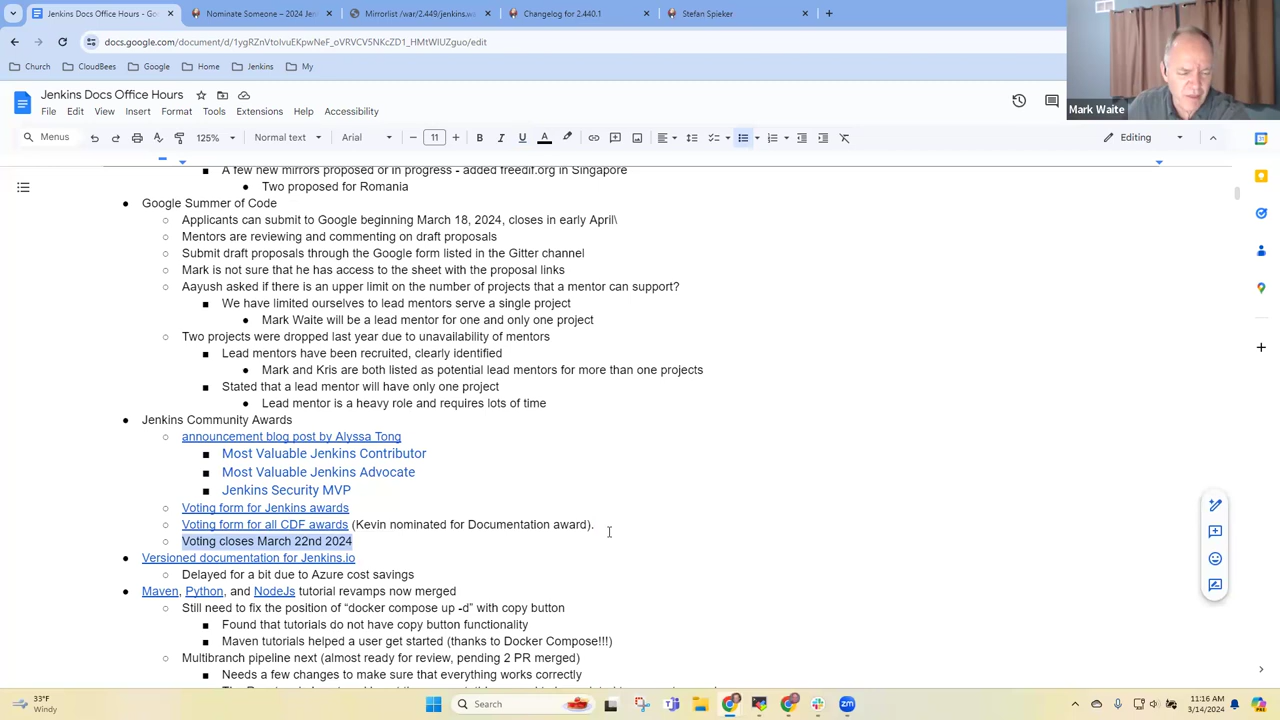 Jenkins Docs Office Hours - G
Nominate Someone – 2024 Jen
Mirrorlist /war/2.449/jenkins.wa
Changelog for 2.440.1
Stefan Spieker
docs.google.com/document/d/1ygRZnVtoIvuEKpwNeF_oVRVCV5NKcZD1_HMtWIUZguo/edit
Church
CloudBees
Google
Home
Jenkins
My
Mark Waite
Jenkins Docs Office Hours
File Edit View Insert Format Tools Extensions Help Accessibility
Menus 125% Normal text Arial 11 Editing
A few new mirrors proposed or in progress - added freedif.org in Singapore
Two proposed for Romania
Google Summer of Code
Applicants can submit to Google beginning March 18, 2024, closes in early April\
Mentors are reviewing and commenting on draft proposals
Submit draft proposals through the Google form listed in the Gitter channel
Mark is not sure that he has access to the sheet with the proposal links
Aayush asked if there is an upper limit on the number of projects that a mentor can support?
We have limited ourselves to lead mentors serve a single project
Mark Waite will be a lead mentor for one and only one project
Two projects were dropped last year due to unavailability of mentors
Lead mentors have been recruited, clearly identified
Mark and Kris are both listed as potential lead mentors for more than one projects
Stated that a lead mentor will have only one project
Lead mentor is a heavy role and requires lots of time
Jenkins Community Awards
announcement blog post by Alyssa Tong
Most Valuable Jenkins Contributor
Most Valuable Jenkins Advocate
Jenkins Security MVP
Voting form for Jenkins awards
Voting form for all CDF awards (Kevin nominated for Documentation award).
Voting closes March 22nd 2024
Versioned documentation for Jenkins.io
Delayed for a bit due to Azure cost savings
Maven, Python, and NodeJs tutorial revamps now merged
Still need to fix the position of “docker compose up -d” with copy button
Found that tutorials do not have copy button functionality
Maven tutorials helped a user get started (thanks to Docker Compose!!!)
Multibranch pipeline next (almost ready for review, pending 2 PR merged)
Needs a few changes to make sure that everything works correctly
33°F
Windy
Search
11:16 AM
3/14/2024